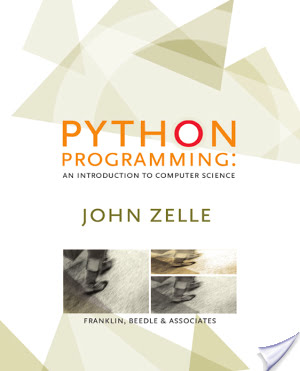 PYTHON
PROGRAMMING:
AN INTRODUCTION TO COMPUTER SCIENCE
JOHN ZELLE
FRANKLIN, BEEDLE & ASSOCIATES